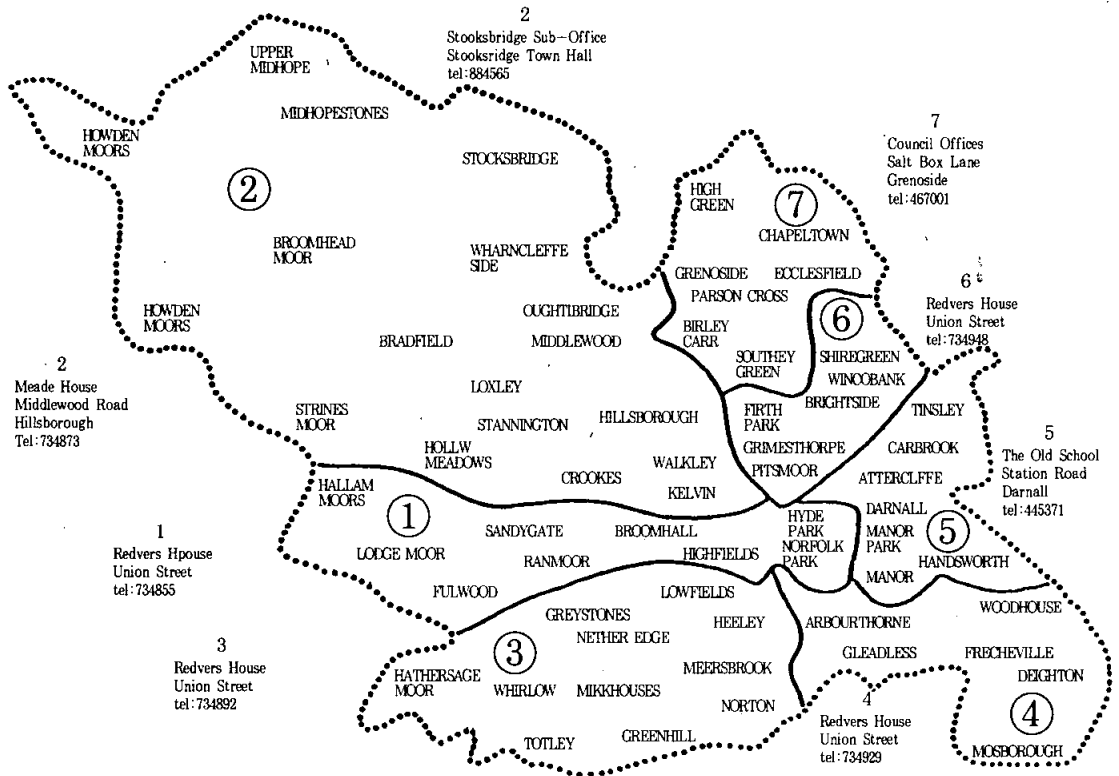 2
Stooksbridge Sub-Office
Stooksridge Town Hall
tel:884565
UPPER
MIDHOPE
MIDHOPESTONES
HOWDEN
MOORS
STOCKSBRIDGE
②
BROOMHEAD
MOOR
WHARNCLEFFE
SIDE
HOWDEN
MOORS
OUGHTIBRIDGE
BRADFIELD
MIDDLEWOOD
2
Meade House
Middlewood Road
Hillsborough
Tel:734873
LOXLEY
STRINES
MOOR
STANNINGTON
HILLSBOROUGH
HOLLW
MEADOWS
WALKLEY
CROOKES
KELVIN
7
Council Offices
Salt Box Lane
Grenoside
tel:467001
HIGH
GREEN
⑦
CHAPELTOWN
GRENOSIDE
ECCLESFIELD
PARSON CROSS
BIRLEY
CARR
SOUTHEY
GREEN
6
Redvers House
Union Street
tel:734948
⑥
SHIREGREEN
WINCOBANK
BRIGHTSIDE
FIRTH
PARK
GRIMESTHORPE
PITSMOOR
TINSLEY
CARBROOK
ATTERCLFFE
5
The Old School
Station Road
Darnall
tel:445371
DARNALL
MANOR
PARK
⑤
HANDSWORTH
MANOR
HALLAM
MOORS
①
SANDYGATE
BROOMHALL
HYDE
PARK
NORFOLK
PARK
LODGE MOOR
RANMOOR
HIGHFIELDS
FULWOOD
1
Redvers Hpouse
Union Street
tel:734855
3
Redvers House
Union Street
tel:734892
LOWFIELDS
GREYSTONES
HEELEY
NETHER EDGE
③
HATHERSAGE
MOOR
WHIRLOW
MIKKHOUSES
MEERSBROOK
NORTON
TOTLEY
GREENHILL
WOODHOUSE
ARBOURTHORNE
GLEADLESS
FRECHEVILLE
DEIGHTON
④
MOSBOROUGH
4
Redvers House
Union Street
tel:734929